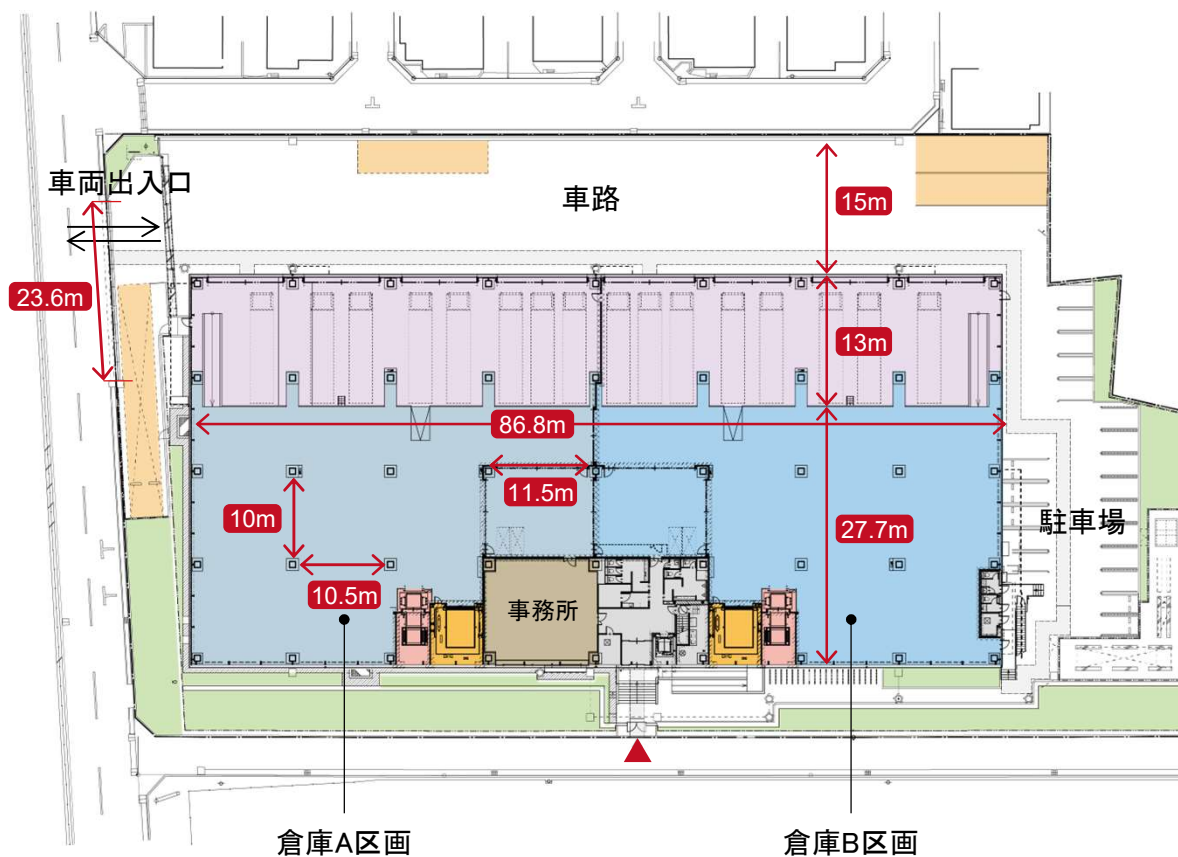 車両出入口
車路
15m
23.6m
13m
86.8m
11.5m
10m
27.7m
駐車場
10.5m
事務所
倉庫A区画
倉庫B区画